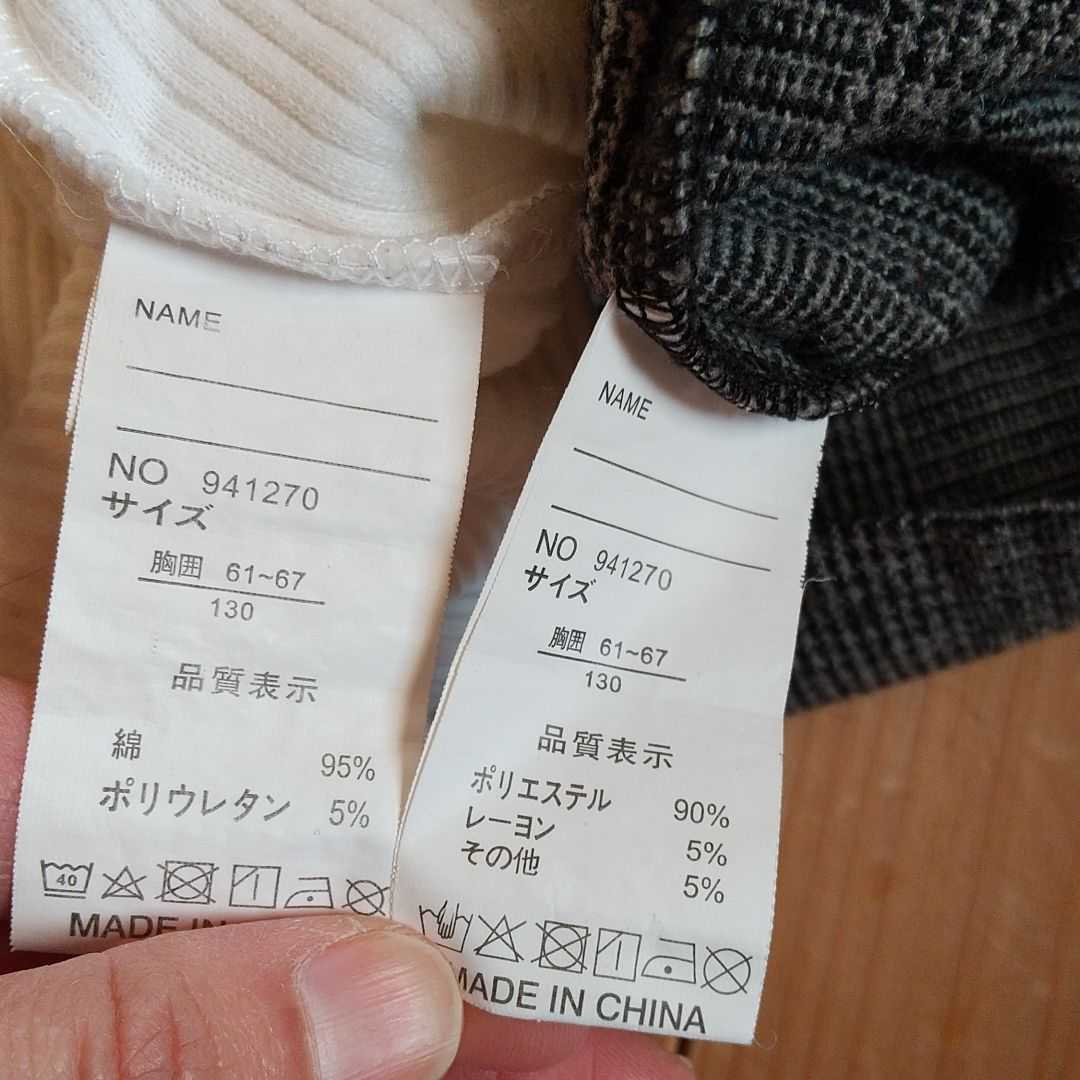 NAME
NO 941270
サイズ
胸囲 61~67
130
品質表示
綿 95%
ポリウレタン 5%
40
MADE IN
NAME
NO 941270
サイズ
胸囲 61~67
130
品質表示
ポリエステル 90%
レーヨン 5%
その他 5%
MADE IN CHINA